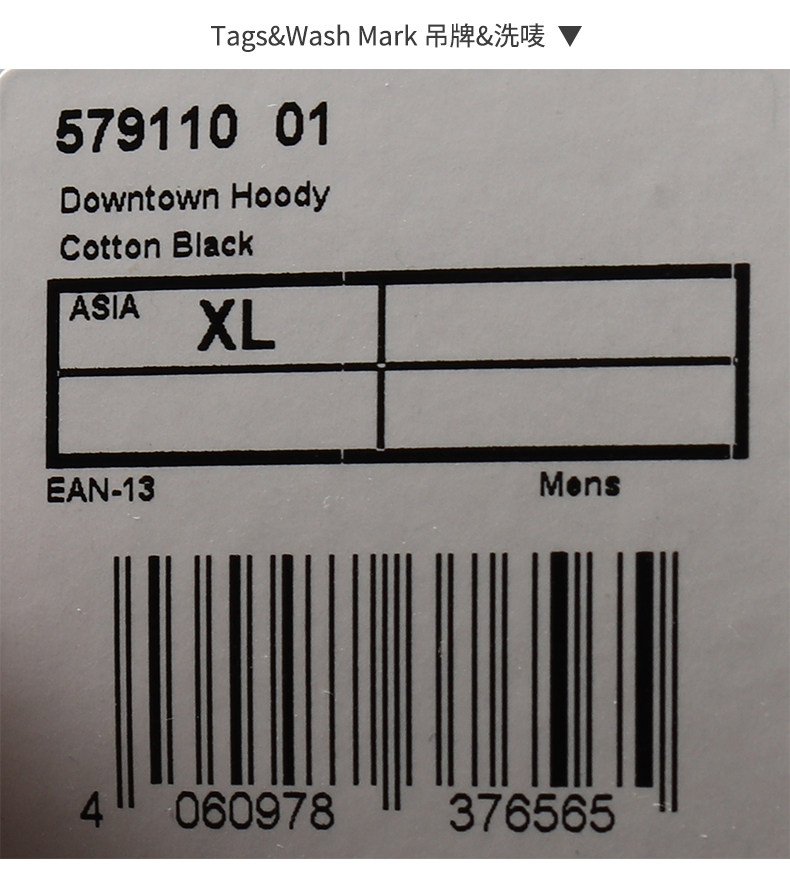 Tags&Wash Mark 吊牌&洗唛 ▼
579110 01
Downtown Hoody
Cotton Black
ASIA XL
EAN-13 Mens
4 060978 376565